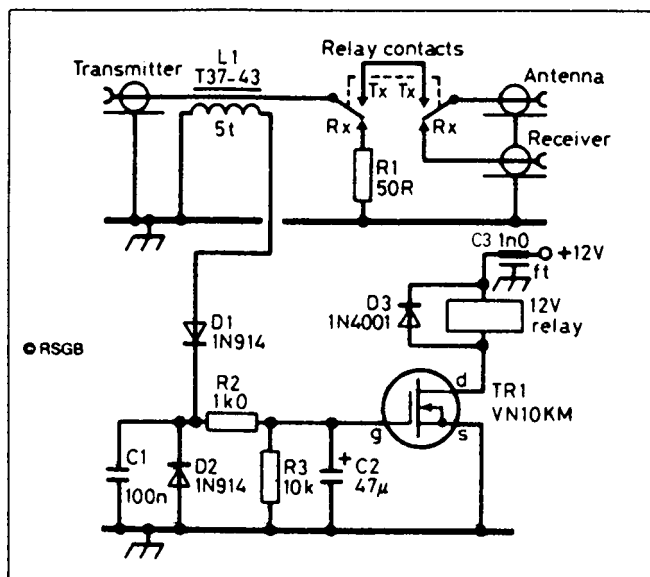 L1
T37-43
Transmitter
5t
Relay contacts
Tx Tx
Rx
Rx
Antenna
Receiver
R1
50R
C3 1n0
+12V
ft
D3
1N4001
12V
relay
D1
1N914
© RSGB
R2
1k0
d
TR1
VN10KM
g
s
C1
100n
D2
1N914
R3
10k
+
C2
47μ